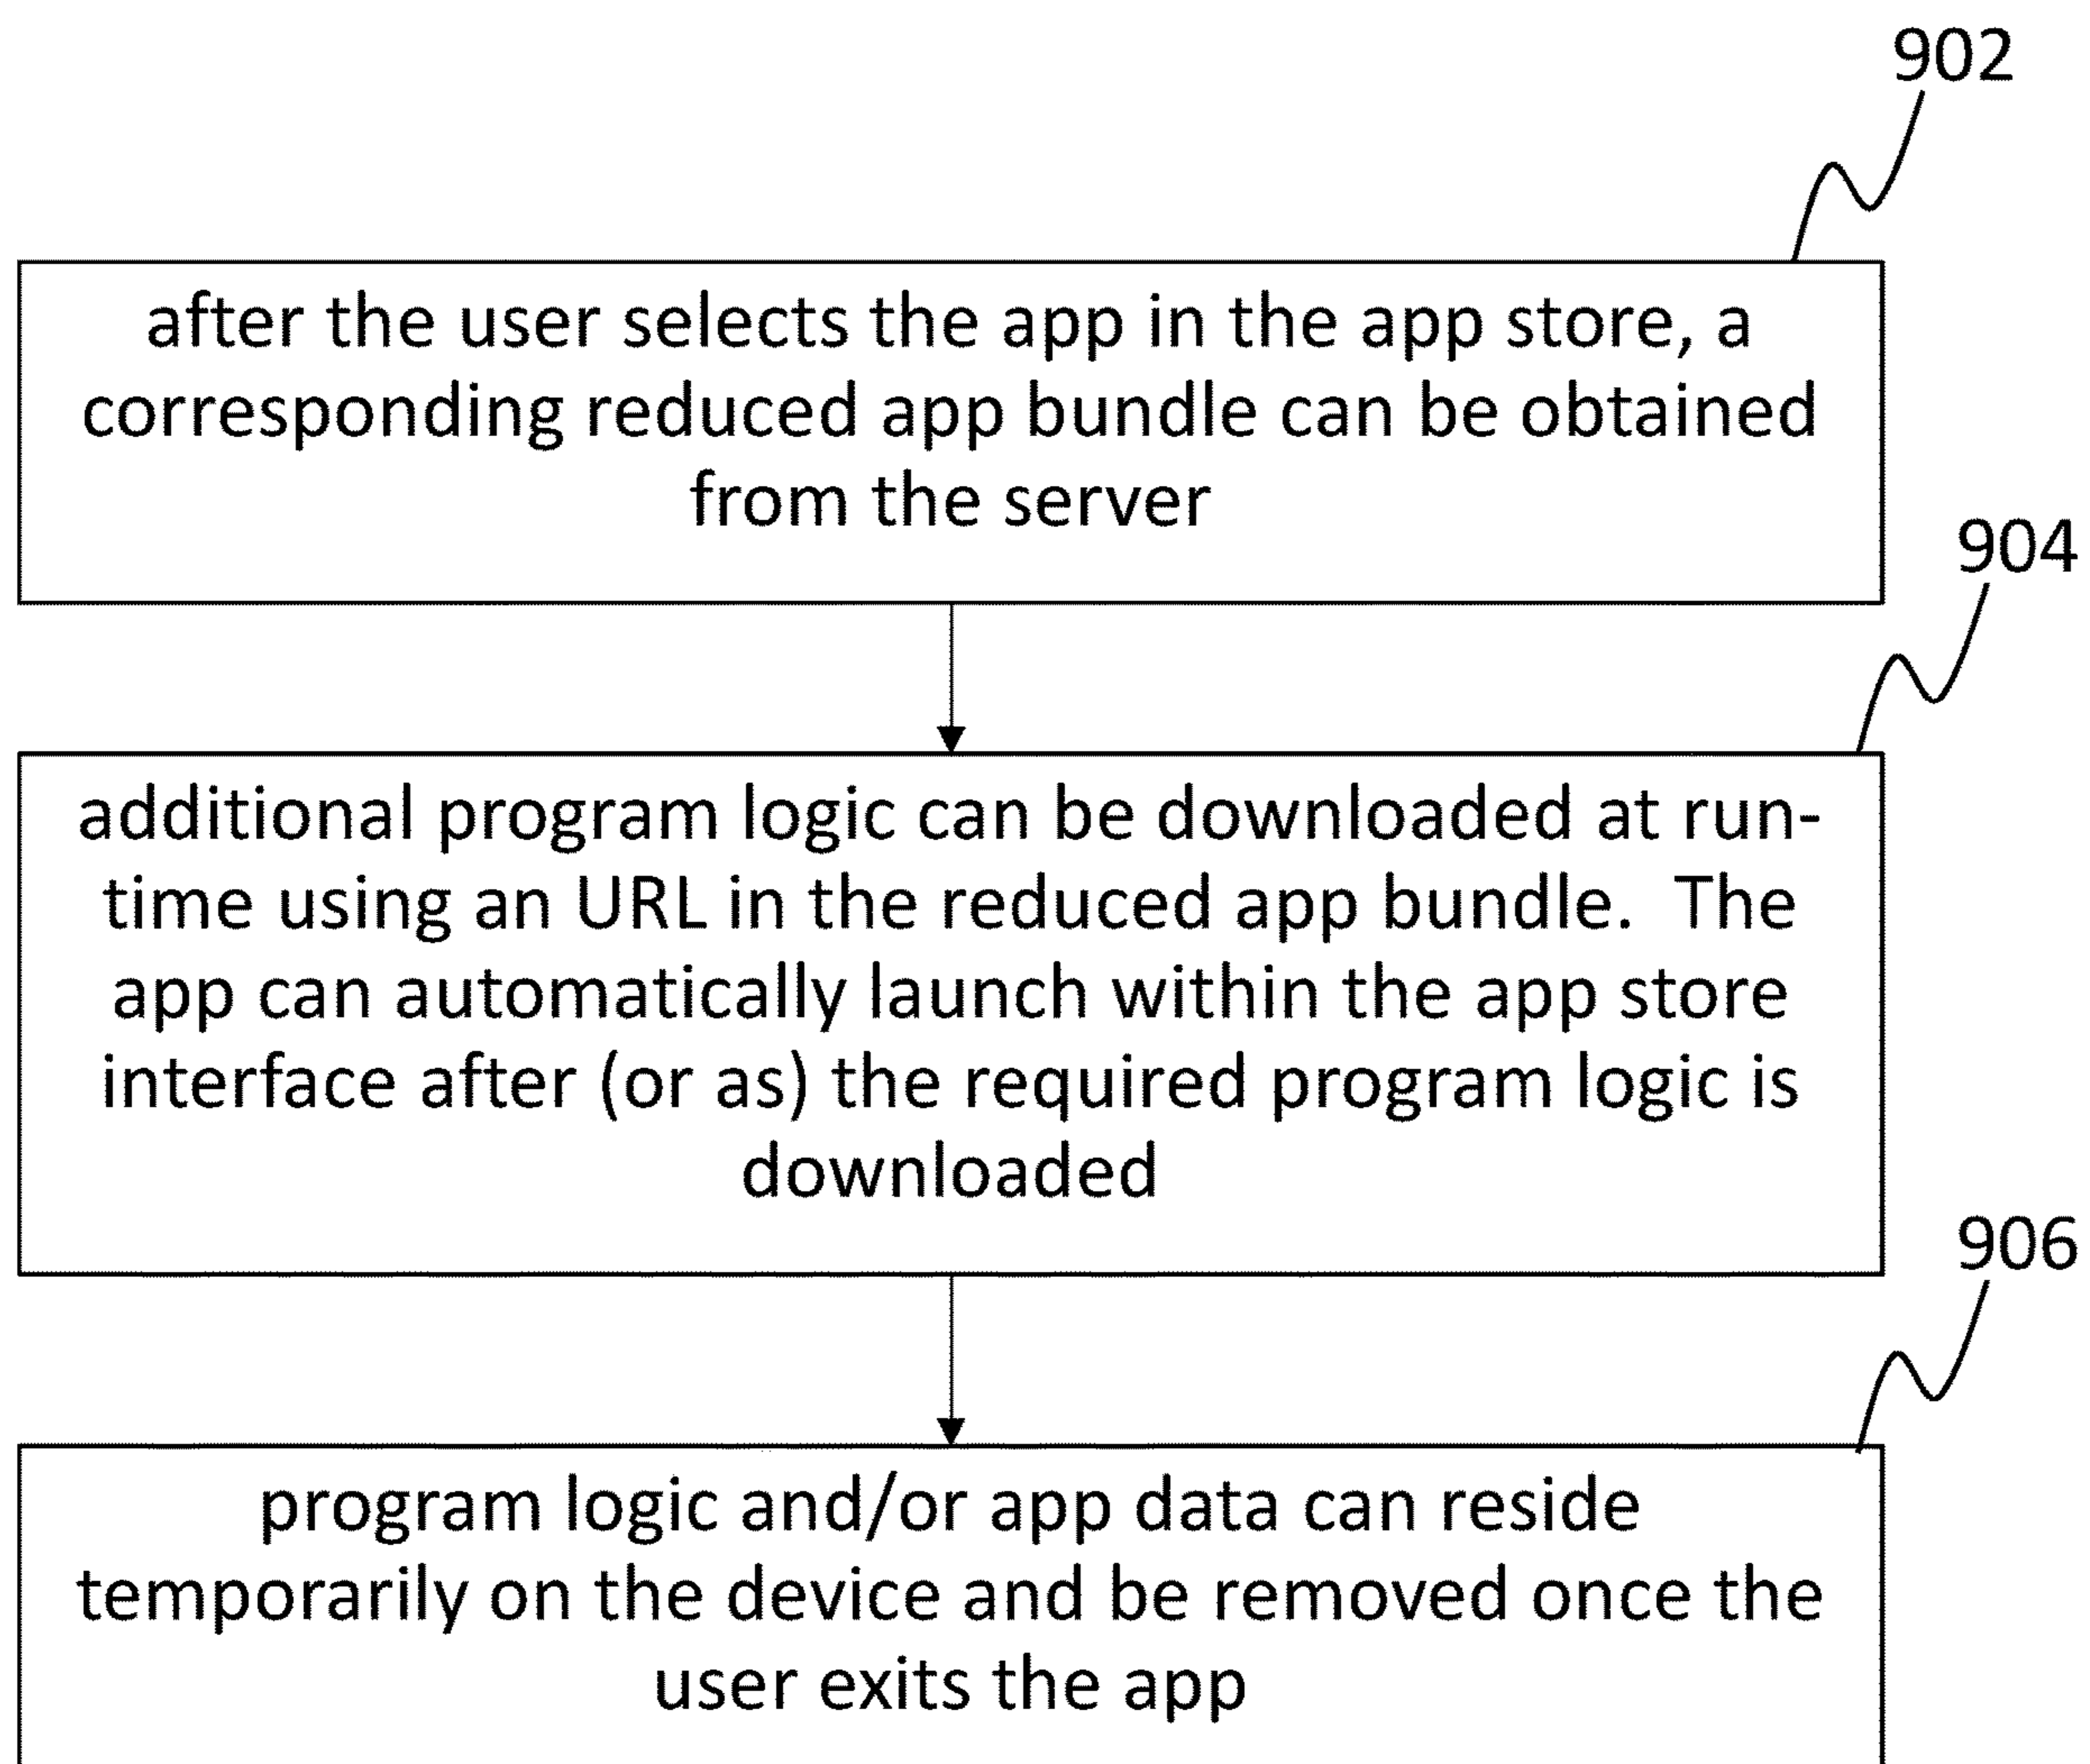 902
after the user selects the app in the app store, a
corresponding reduced app bundle can be obtained
from the server
904
additional program logic can be downloaded at run-
time using an URL in the reduced app bundle.  The
app can automatically launch within the app store
interface after (or as) the required program logic is
downloaded
906
program logic and/or app data can reside
temporarily on the device and be removed once the
user exits the app